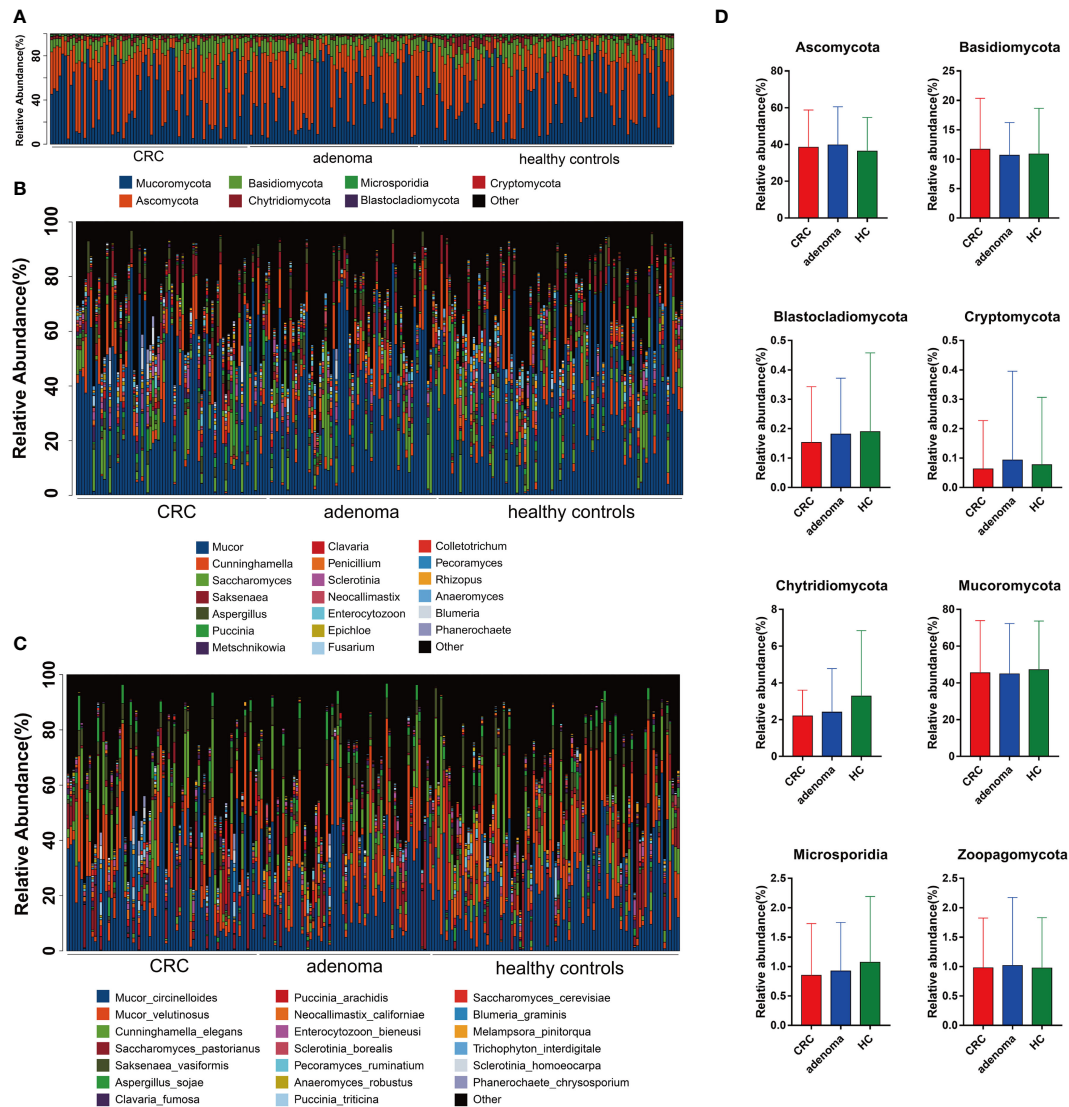 A
Relative Abundance(%)
80
40
0
CRC
adenoma
healthy controls
Mucoromycota
Basidiomycota
Microsporidia
Cryptomycota
Ascomycota
Chytridiomycota
Blastocladiomycota
Other
B
Relative Abundance(%)
100
80
60
40
20
0
CRC
adenoma
healthy controls
Mucor
Clavaria
Colletotrichum
Cunninghamella
Penicillium
Pecoramyces
Saccharomyces
Sclerotinia
Rhizopus
Saksenaea
Neocallimastix
Anaeromyces
Aspergillus
Enterocytozoon
Blumeria
Puccinia
Epichloe
Phanerochaete
Metschnikowia
Fusarium
Other
C
Relative Abundance(%)
100
80
60
40
20
0
CRC
adenoma
healthy controls
Mucor_circinelloides
Puccinia_arachidis
Saccharomyces_cerevisiae
Mucor_velutinosus
Neocallimastix_californiae
Blumeria_graminis
Cunninghamella_elegans
Enterocytozoon_bieneusi
Melampsora_pinitorqua
Saccharomyces_pastorianus
Sclerotinia_borealis
Trichophyton_interdigitale
Saksenaea_vasiformis
Pecoramyces_ruminatium
Sclerotinia_homoeocarpa
Aspergillus_sojae
Anaeromyces_robustus
Phanerochaete_chrysosporium
Clavaria_fumosa
Puccinia_triticina
Other
D
Ascomycota
Relative abundance(%)
80
60
40
20
0
CRC
adenoma
HC
Basidiomycota
Relative abundance(%)
25
20
15
10
5
0
CRC
adenoma
HC
Blastocladiomycota
Relative abundance(%)
0.5
0.4
0.3
0.2
0.1
0.0
CRC
adenoma
HC
Cryptomycota
Relative abundance(%)
0.5
0.4
0.3
0.2
0.1
0.0
CRC
adenoma
HC
Chytridiomycota
Relative abundance(%)
8
6
4
2
0
CRC
adenoma
HC
Mucoromycota
Relative abundance(%)
80
60
40
20
0
CRC
adenoma
HC
Microsporidia
Relative abundance(%)
2.5
2.0
1.5
1.0
0.5
0.0
CRC
adenoma
HC
Zoopagomycota
Relative abundance(%)
2.5
2.0
1.5
1.0
0.5
0.0
CRC
adenoma
HC